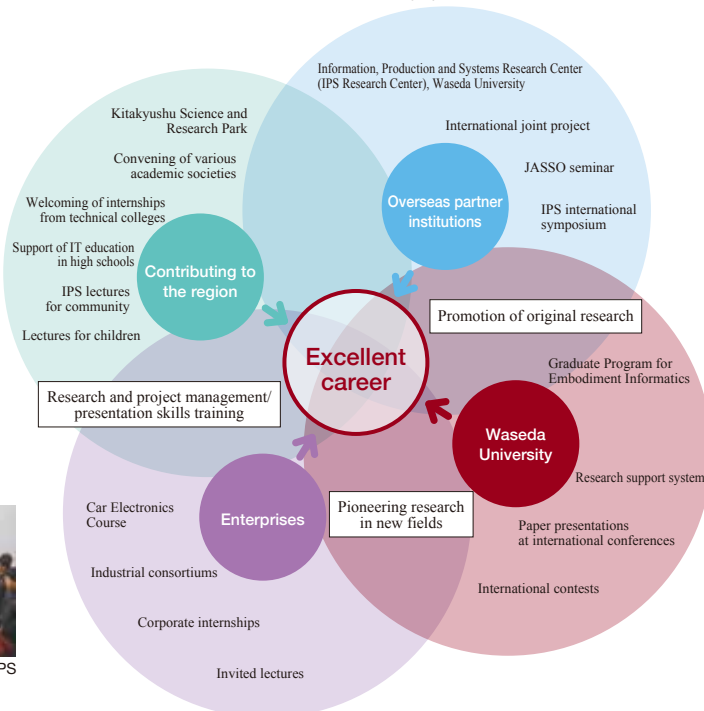 Information, Production and Systems Research Center
(IPS Research Center), Waseda University
International joint project
JASSO seminar
IPS international
symposium
Overseas partner
institutions
Kitakyushu Science and
Research Park
Convening of various
academic societies
Welcoming of internships
from technical colleges
Support of IT education
in high schools
IPS lectures
for community
Lectures for children
Contributing to
the region
Promotion of original research
Excellent
career
Research and project management/
presentation skills training
Graduate Program for
Embodiment Informatics
Waseda
University
Research support system
Paper presentations
at international conferences
International contests
Pioneering research
in new fields
Enterprises
Car Electronics
Course
Industrial consortiums
Corporate internships
Invited lectures
PS